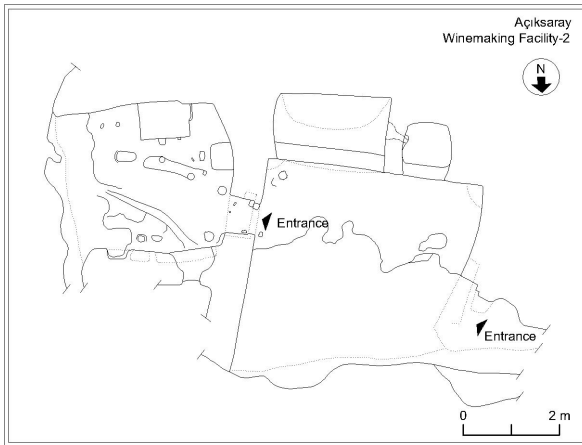 Açıksaray
Winemaking Facility-2
N
Entrance
Entrance
0 2 m